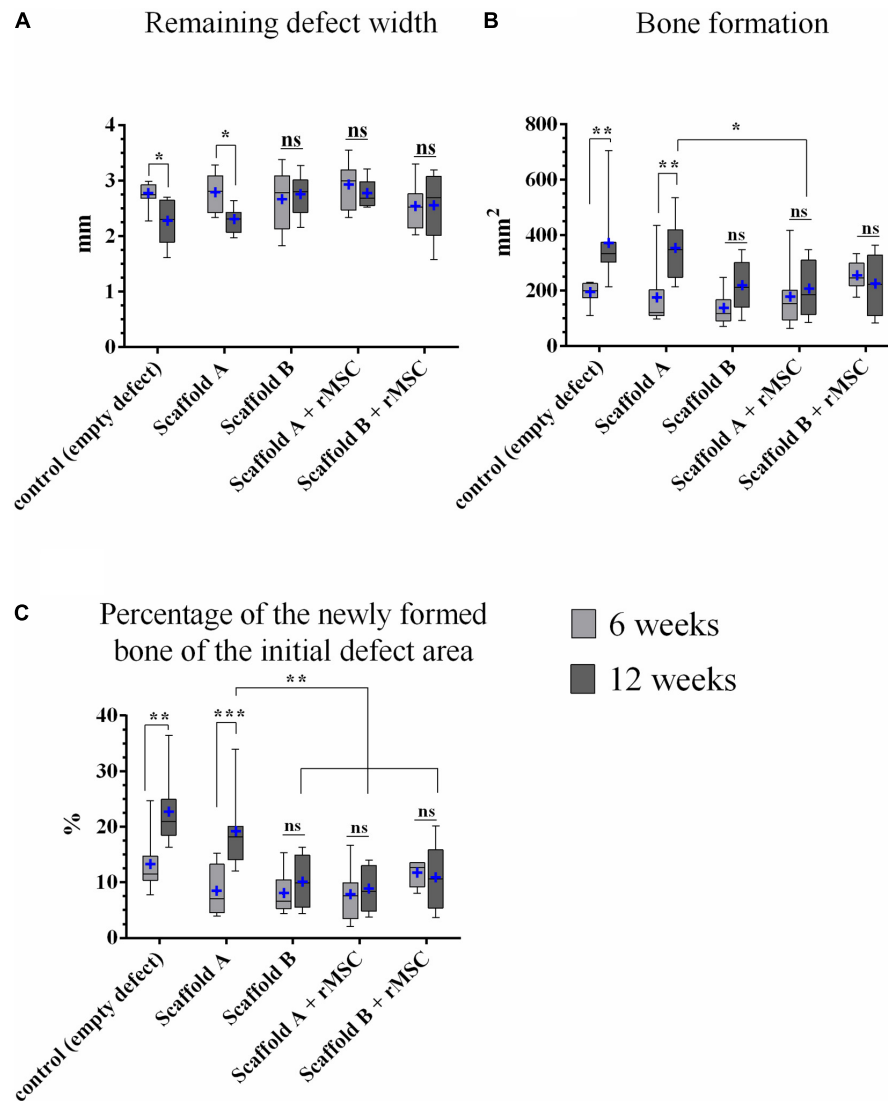 A
Remaining defect width
4
3
2
1
0
mm
*
*
ns
ns
ns
control (empty defect)
Scaffold A
Scaffold B
Scaffold A + rMSC
Scaffold B + rMSC
B
Bone formation
800
600
400
200
0
mm²
**
**
*
ns
ns
ns
control (empty defect)
Scaffold A
Scaffold B
Scaffold A + rMSC
Scaffold B + rMSC
C
Percentage of the newly formed
bone of the initial defect area
40
30
20
10
0
%
**
***
**
ns
ns
ns
control (empty defect)
Scaffold A
Scaffold B
Scaffold A + rMSC
Scaffold B + rMSC
6 weeks
12 weeks